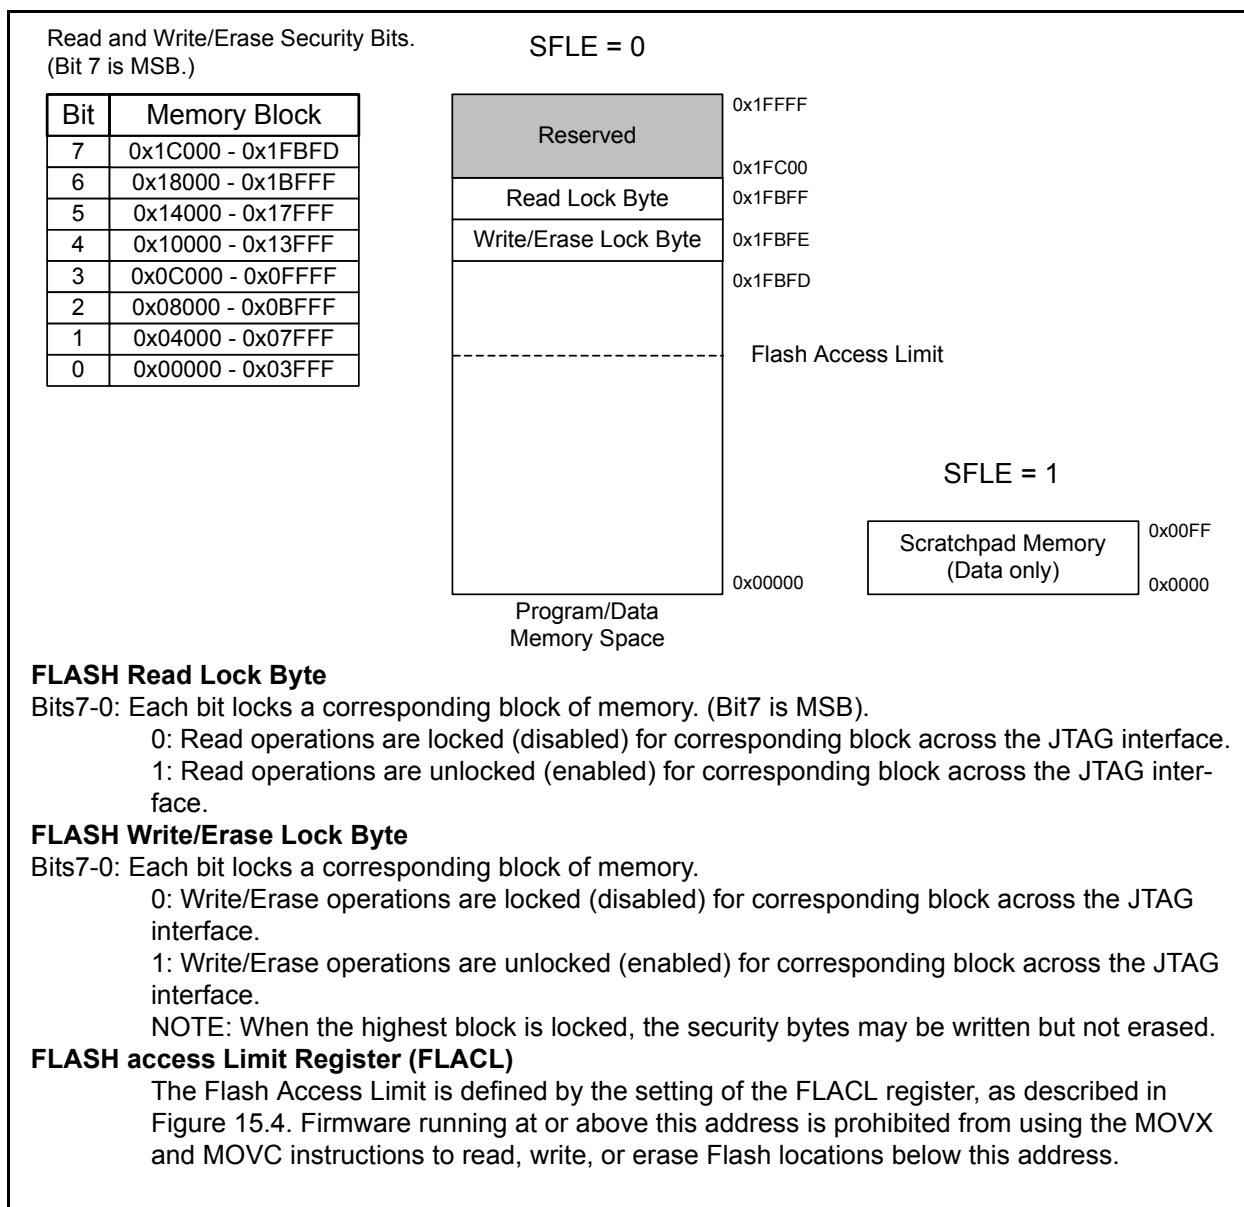 Read and Write/Erase Security Bits.
(Bit 7 is MSB.)
SFLE = 0
Bit Memory Block
7 0x1C000 - 0x1FBFD
6 0x18000 - 0x1BFFF
5 0x14000 - 0x17FFF
4 0x10000 - 0x13FFF
3 0x0C000 - 0x0FFFF
2 0x08000 - 0x0BFFF
1 0x04000 - 0x07FFF
0 0x00000 - 0x03FFF
Reserved
0x1FFFF
0x1FC00
Read Lock Byte 0x1FBFF
Write/Erase Lock Byte 0x1FBFE
0x1FBFD
Flash Access Limit
0x00000
Program/Data
Memory Space
SFLE = 1
Scratchpad Memory
(Data only)
0x00FF
0x0000
FLASH Read Lock Byte
Bits7-0: Each bit locks a corresponding block of memory. (Bit7 is MSB).
0: Read operations are locked (disabled) for corresponding block across the JTAG interface.
1: Read operations are unlocked (enabled) for corresponding block across the JTAG inter-
face.
FLASH Write/Erase Lock Byte
Bits7-0: Each bit locks a corresponding block of memory.
0: Write/Erase operations are locked (disabled) for corresponding block across the JTAG
interface.
1: Write/Erase operations are unlocked (enabled) for corresponding block across the JTAG
interface.
NOTE: When the highest block is locked, the security bytes may be written but not erased.
FLASH access Limit Register (FLACL)
The Flash Access Limit is defined by the setting of the FLACL register, as described in
Figure 15.4. Firmware running at or above this address is prohibited from using the MOVX
and MOVC instructions to read, write, or erase Flash locations below this address.